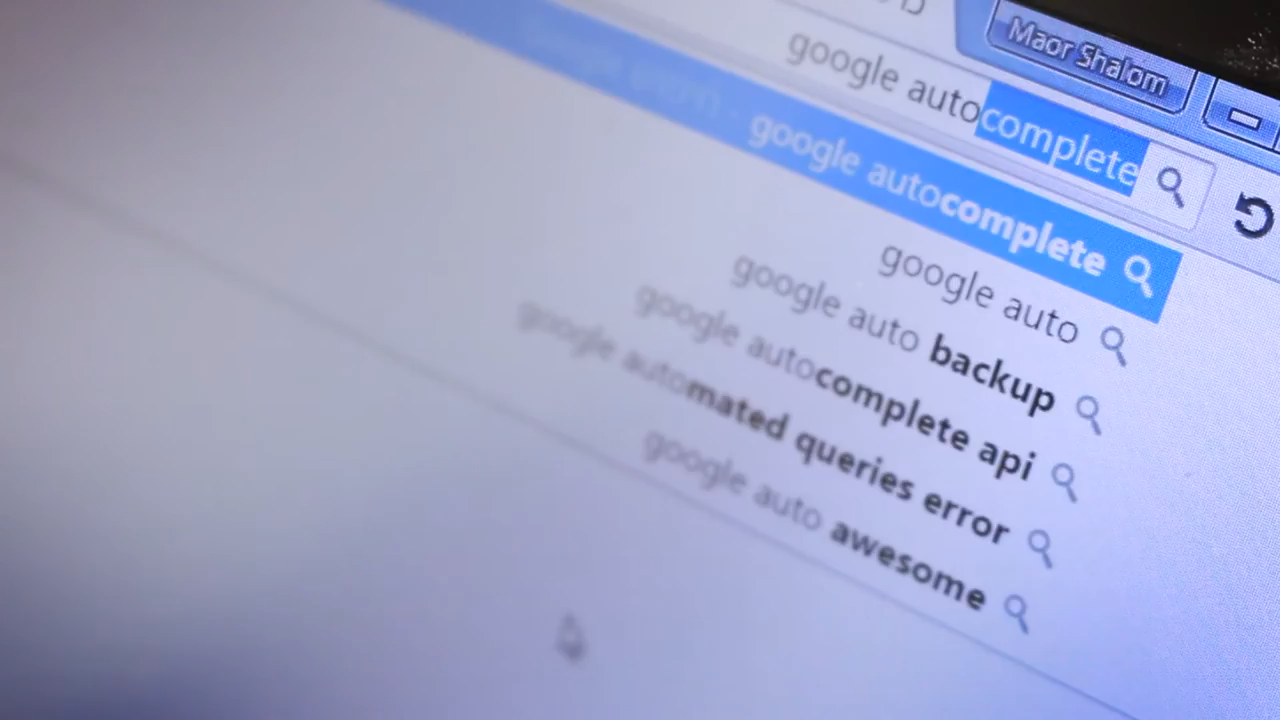 Maor Shalom
google autocomplete
google autocomplete
google auto
google auto backup
google autocomplete api
google automated queries error
google auto awesome